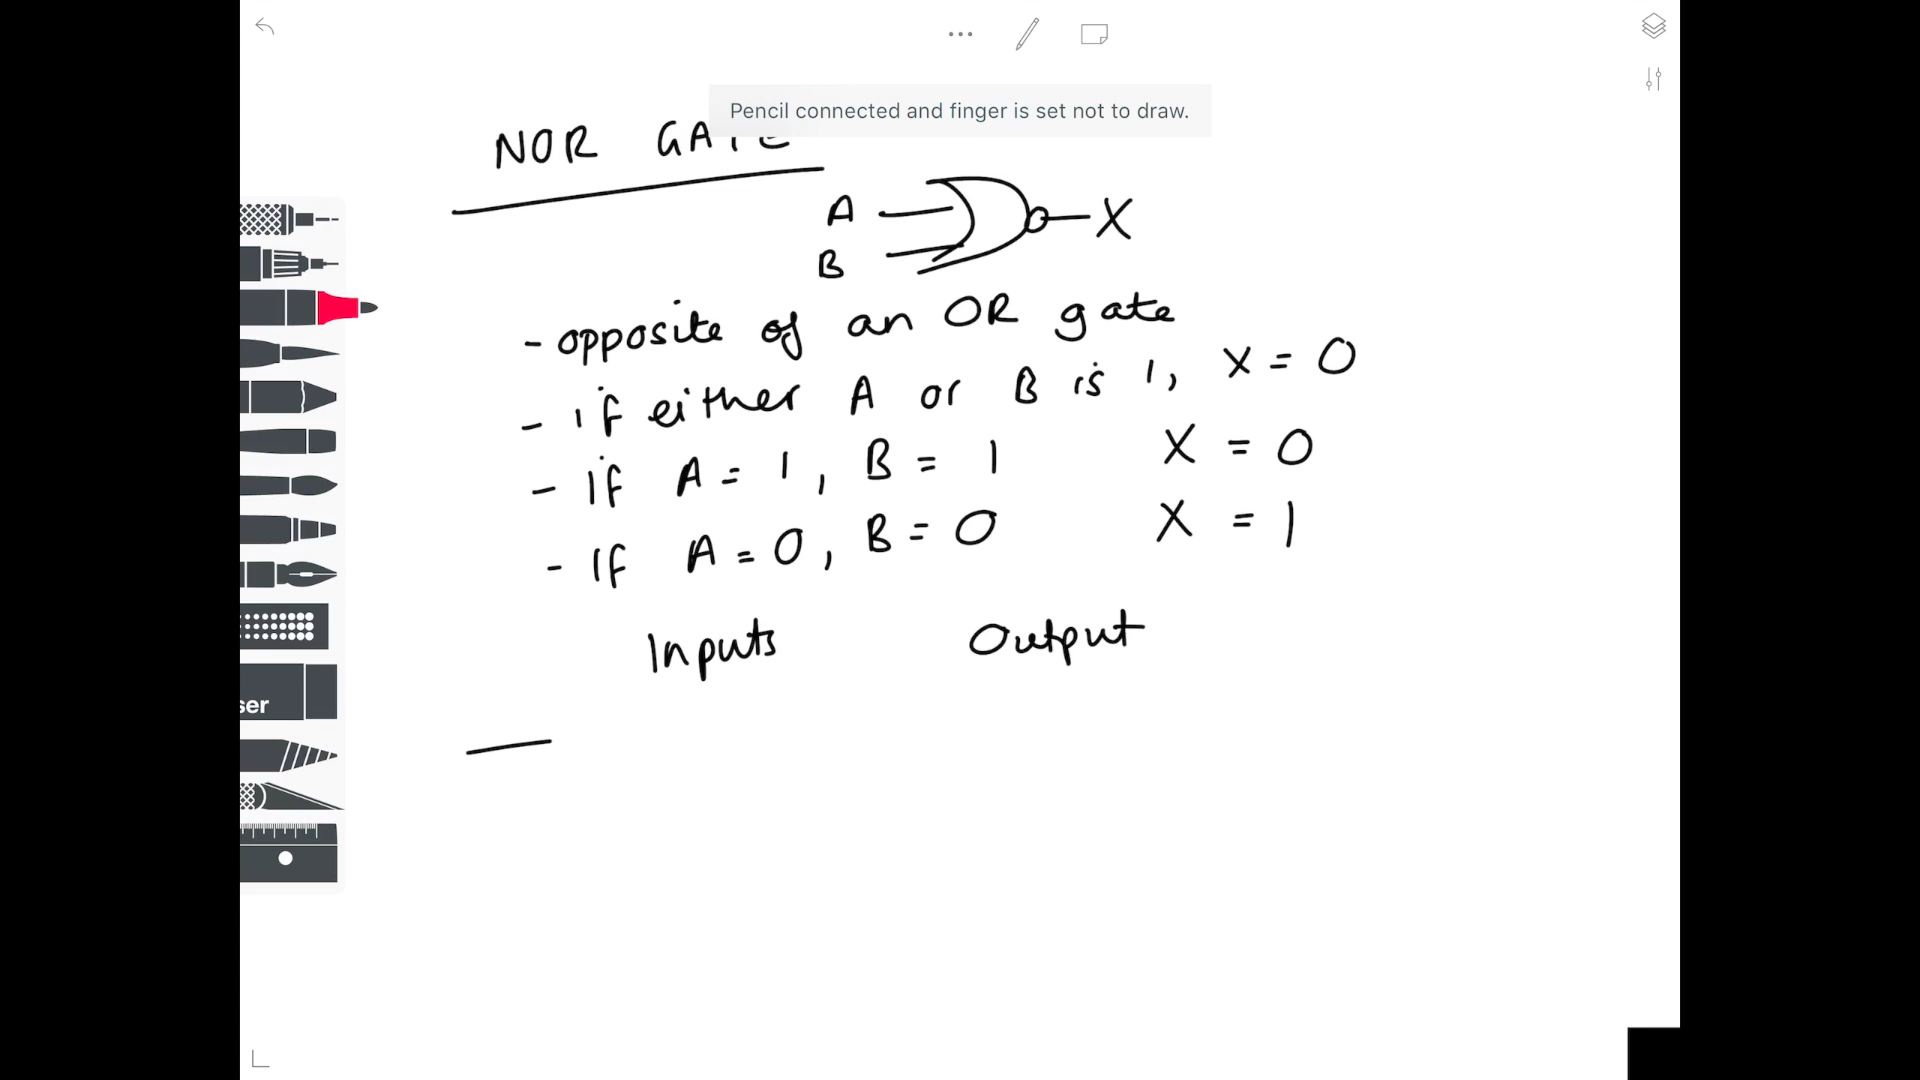 Pencil connected and finger is set not to draw.
NOR GATE
A X
B
- opposite of an OR gate
- if either A or B is 1, X = 0
- If A = 1, B = 1 X = 0
- If A = 0, B = 0 X = 1
Inputs Output
ser